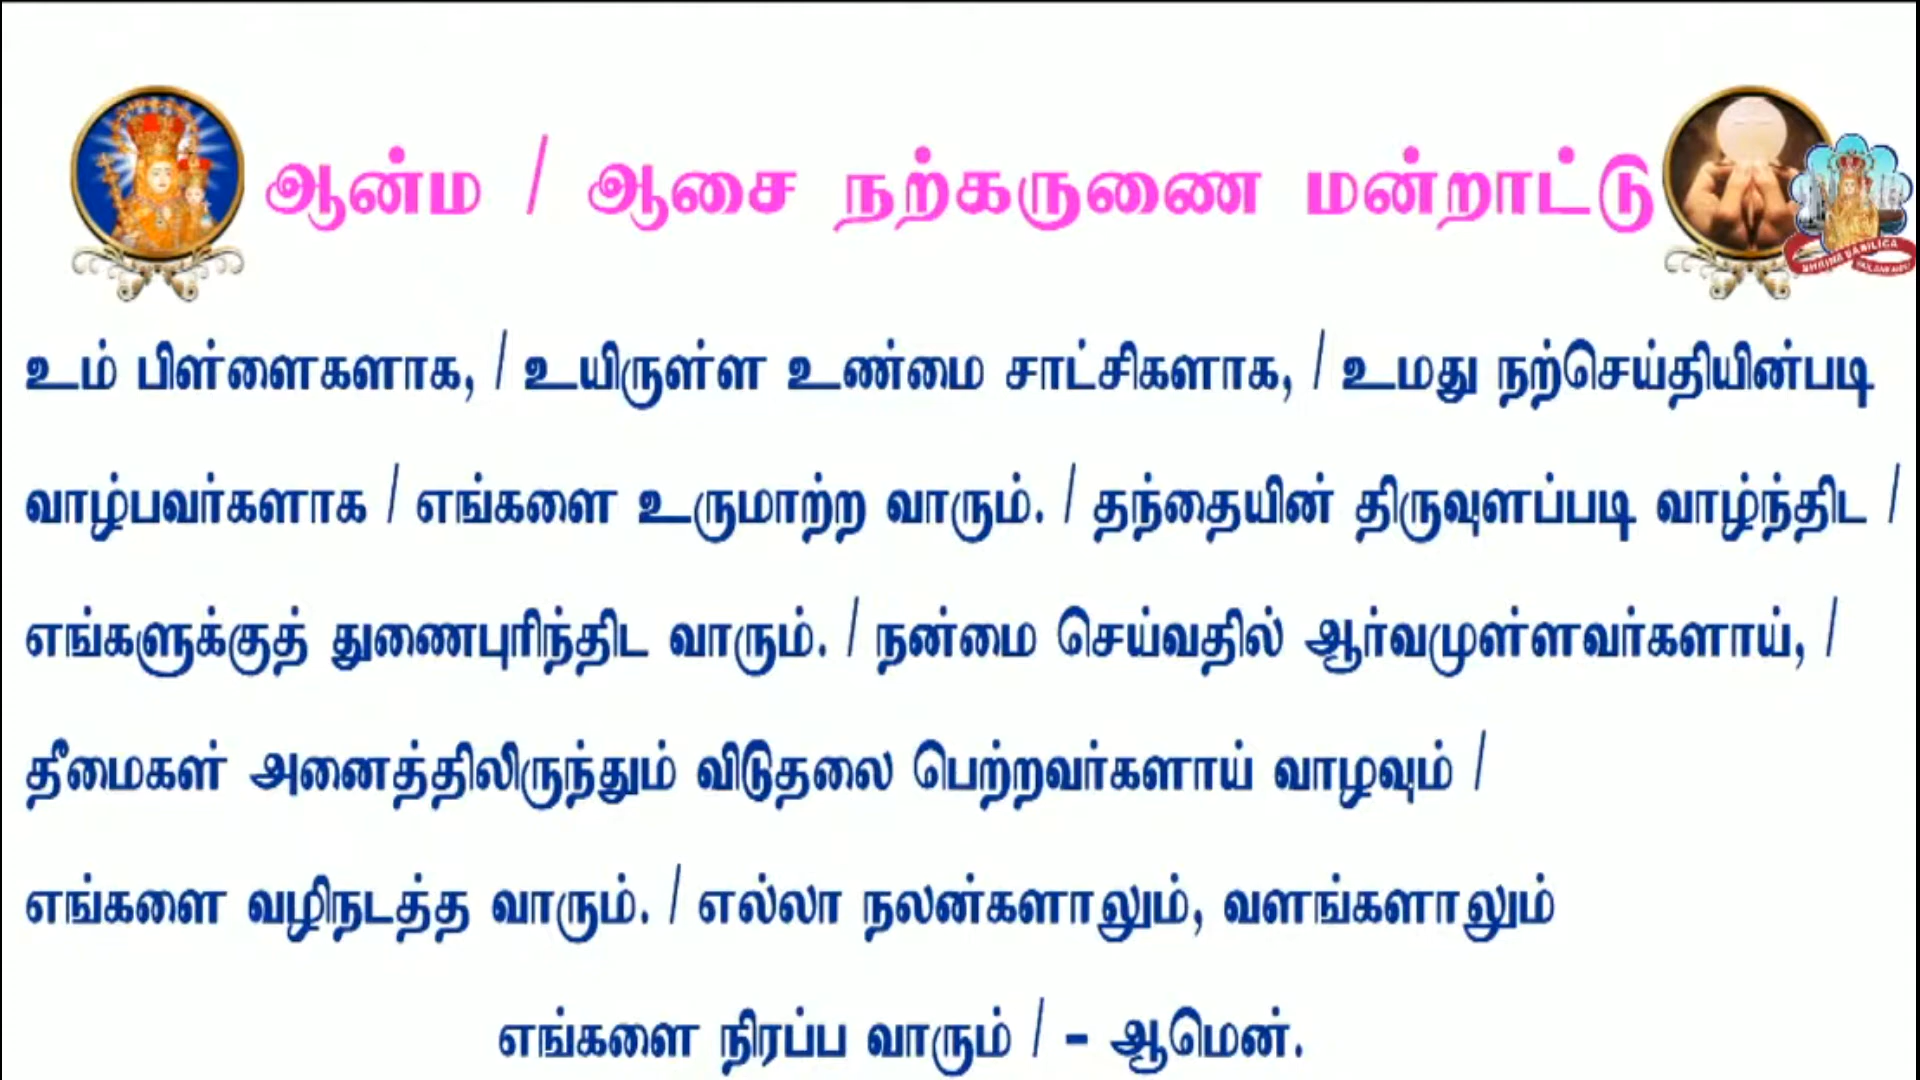 ஆன்ம / ஆசை நற்கருணை மன்றாட்டு
SHRINE BASILICA
உம் பிள்ளைகளாக, / உயிருள்ள உண்மை சாட்சிகளாக, / உமது நற்செய்தியின்படி
வாழ்பவர்களாக / எங்களை உருமாற்ற வாரும். / தந்தையின் திருவுளப்படி வாழ்ந்திட /
எங்களுக்குத் துணைபுரிந்திட வாரும். / நன்மை செய்வதில் ஆர்வமுள்ளவர்களாய், /
தீமைகள் அனைத்திலிருந்தும் விடுதலை பெற்றவர்களாய் வாழவும் /
எங்களை வழிநடத்த வாரும். / எல்லா நலன்களாலும், வளங்களாலும்
எங்களை நிரப்ப வாரும் / - ஆமென்.